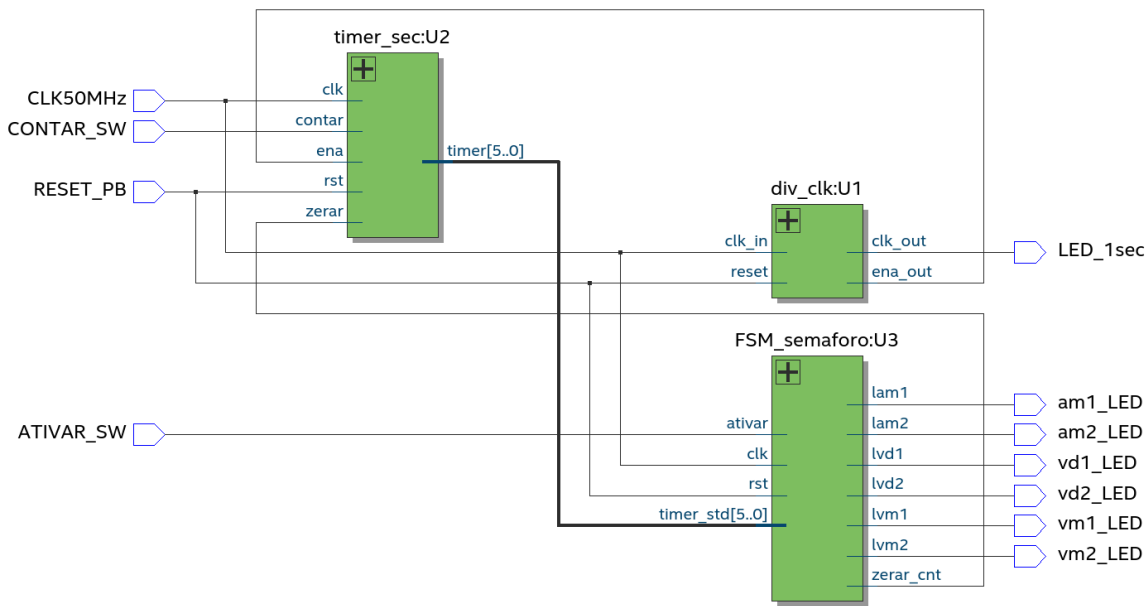 timer_sec:U2
CLK50MHz
clk
CONTAR_SW
contar
ena
timer[5..0]
RESET_PB
rst
zerar
div_clk:U1
clk_in
clk_out
LED_1sec
reset
ena_out
FSM_semaforo:U3
lam1
am1_LED
ATIVAR_SW
ativar
lam2
am2_LED
clk
lvd1
vd1_LED
rst
lvd2
vd2_LED
timer_std[5..0]
lvm1
vm1_LED
lvm2
vm2_LED
zerar_cnt